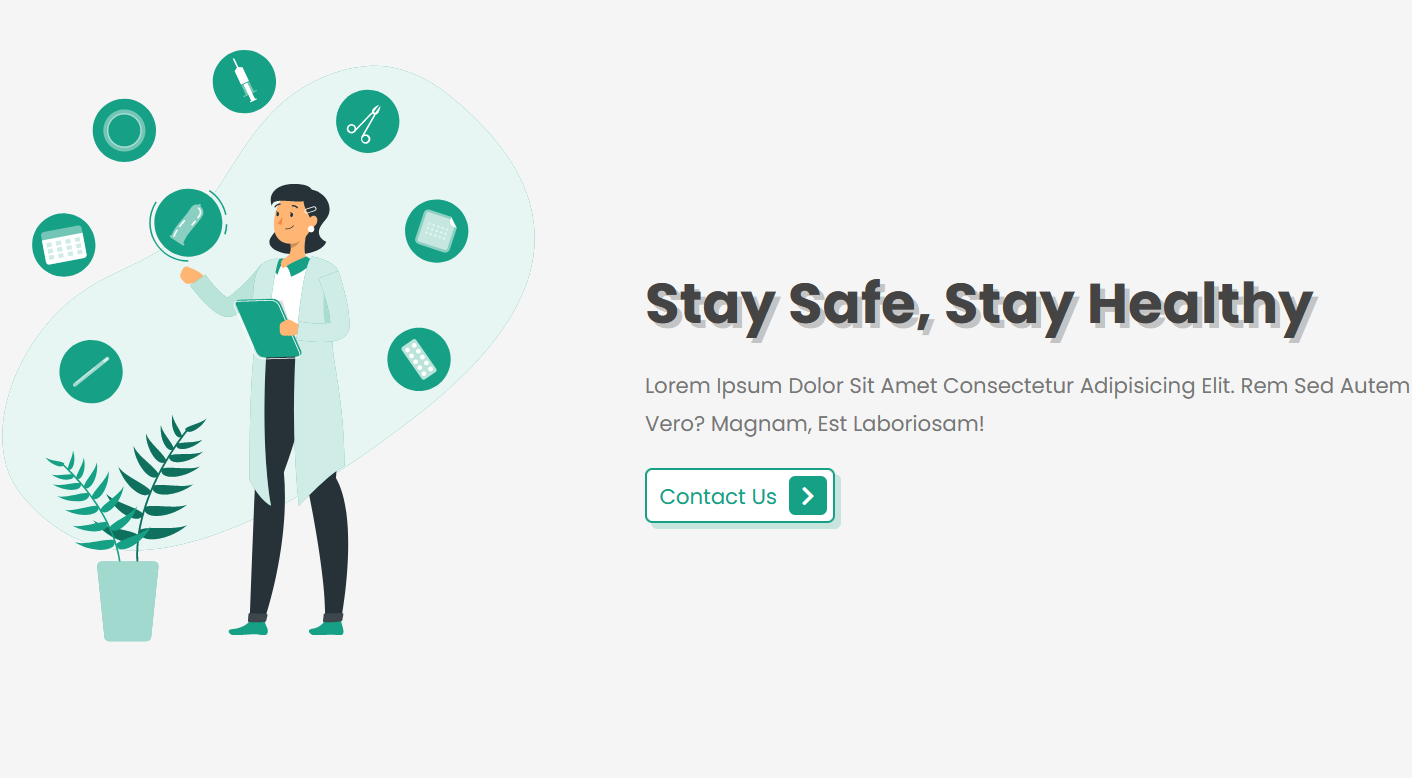 Stay Safe, Stay Healthy
Lorem Ipsum Dolor Sit Amet Consectetur Adipisicing Elit. Rem Sed Autem
Vero? Magnam, Est Laboriosam!
Contact Us